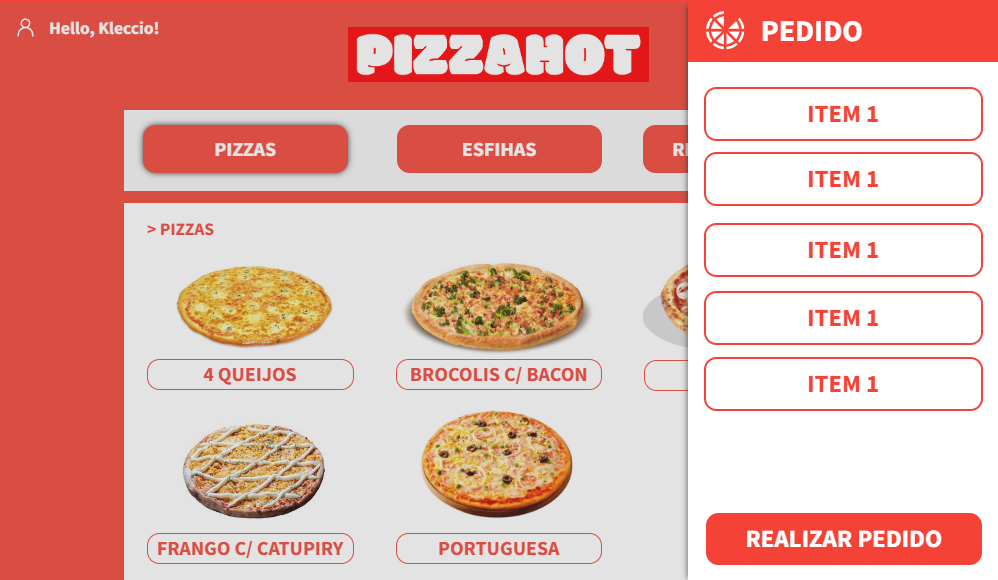 Hello, Kleccio!
PIZZAHOT
PIZZAS
ESFIHAS
> PIZZAS
4 QUEIJOS
BROCOLIS C/ BACON
FRANGO C/ CATUPIRY
PORTUGUESA
PEDIDO
ITEM 1
ITEM 1
ITEM 1
ITEM 1
ITEM 1
REALIZAR PEDIDO